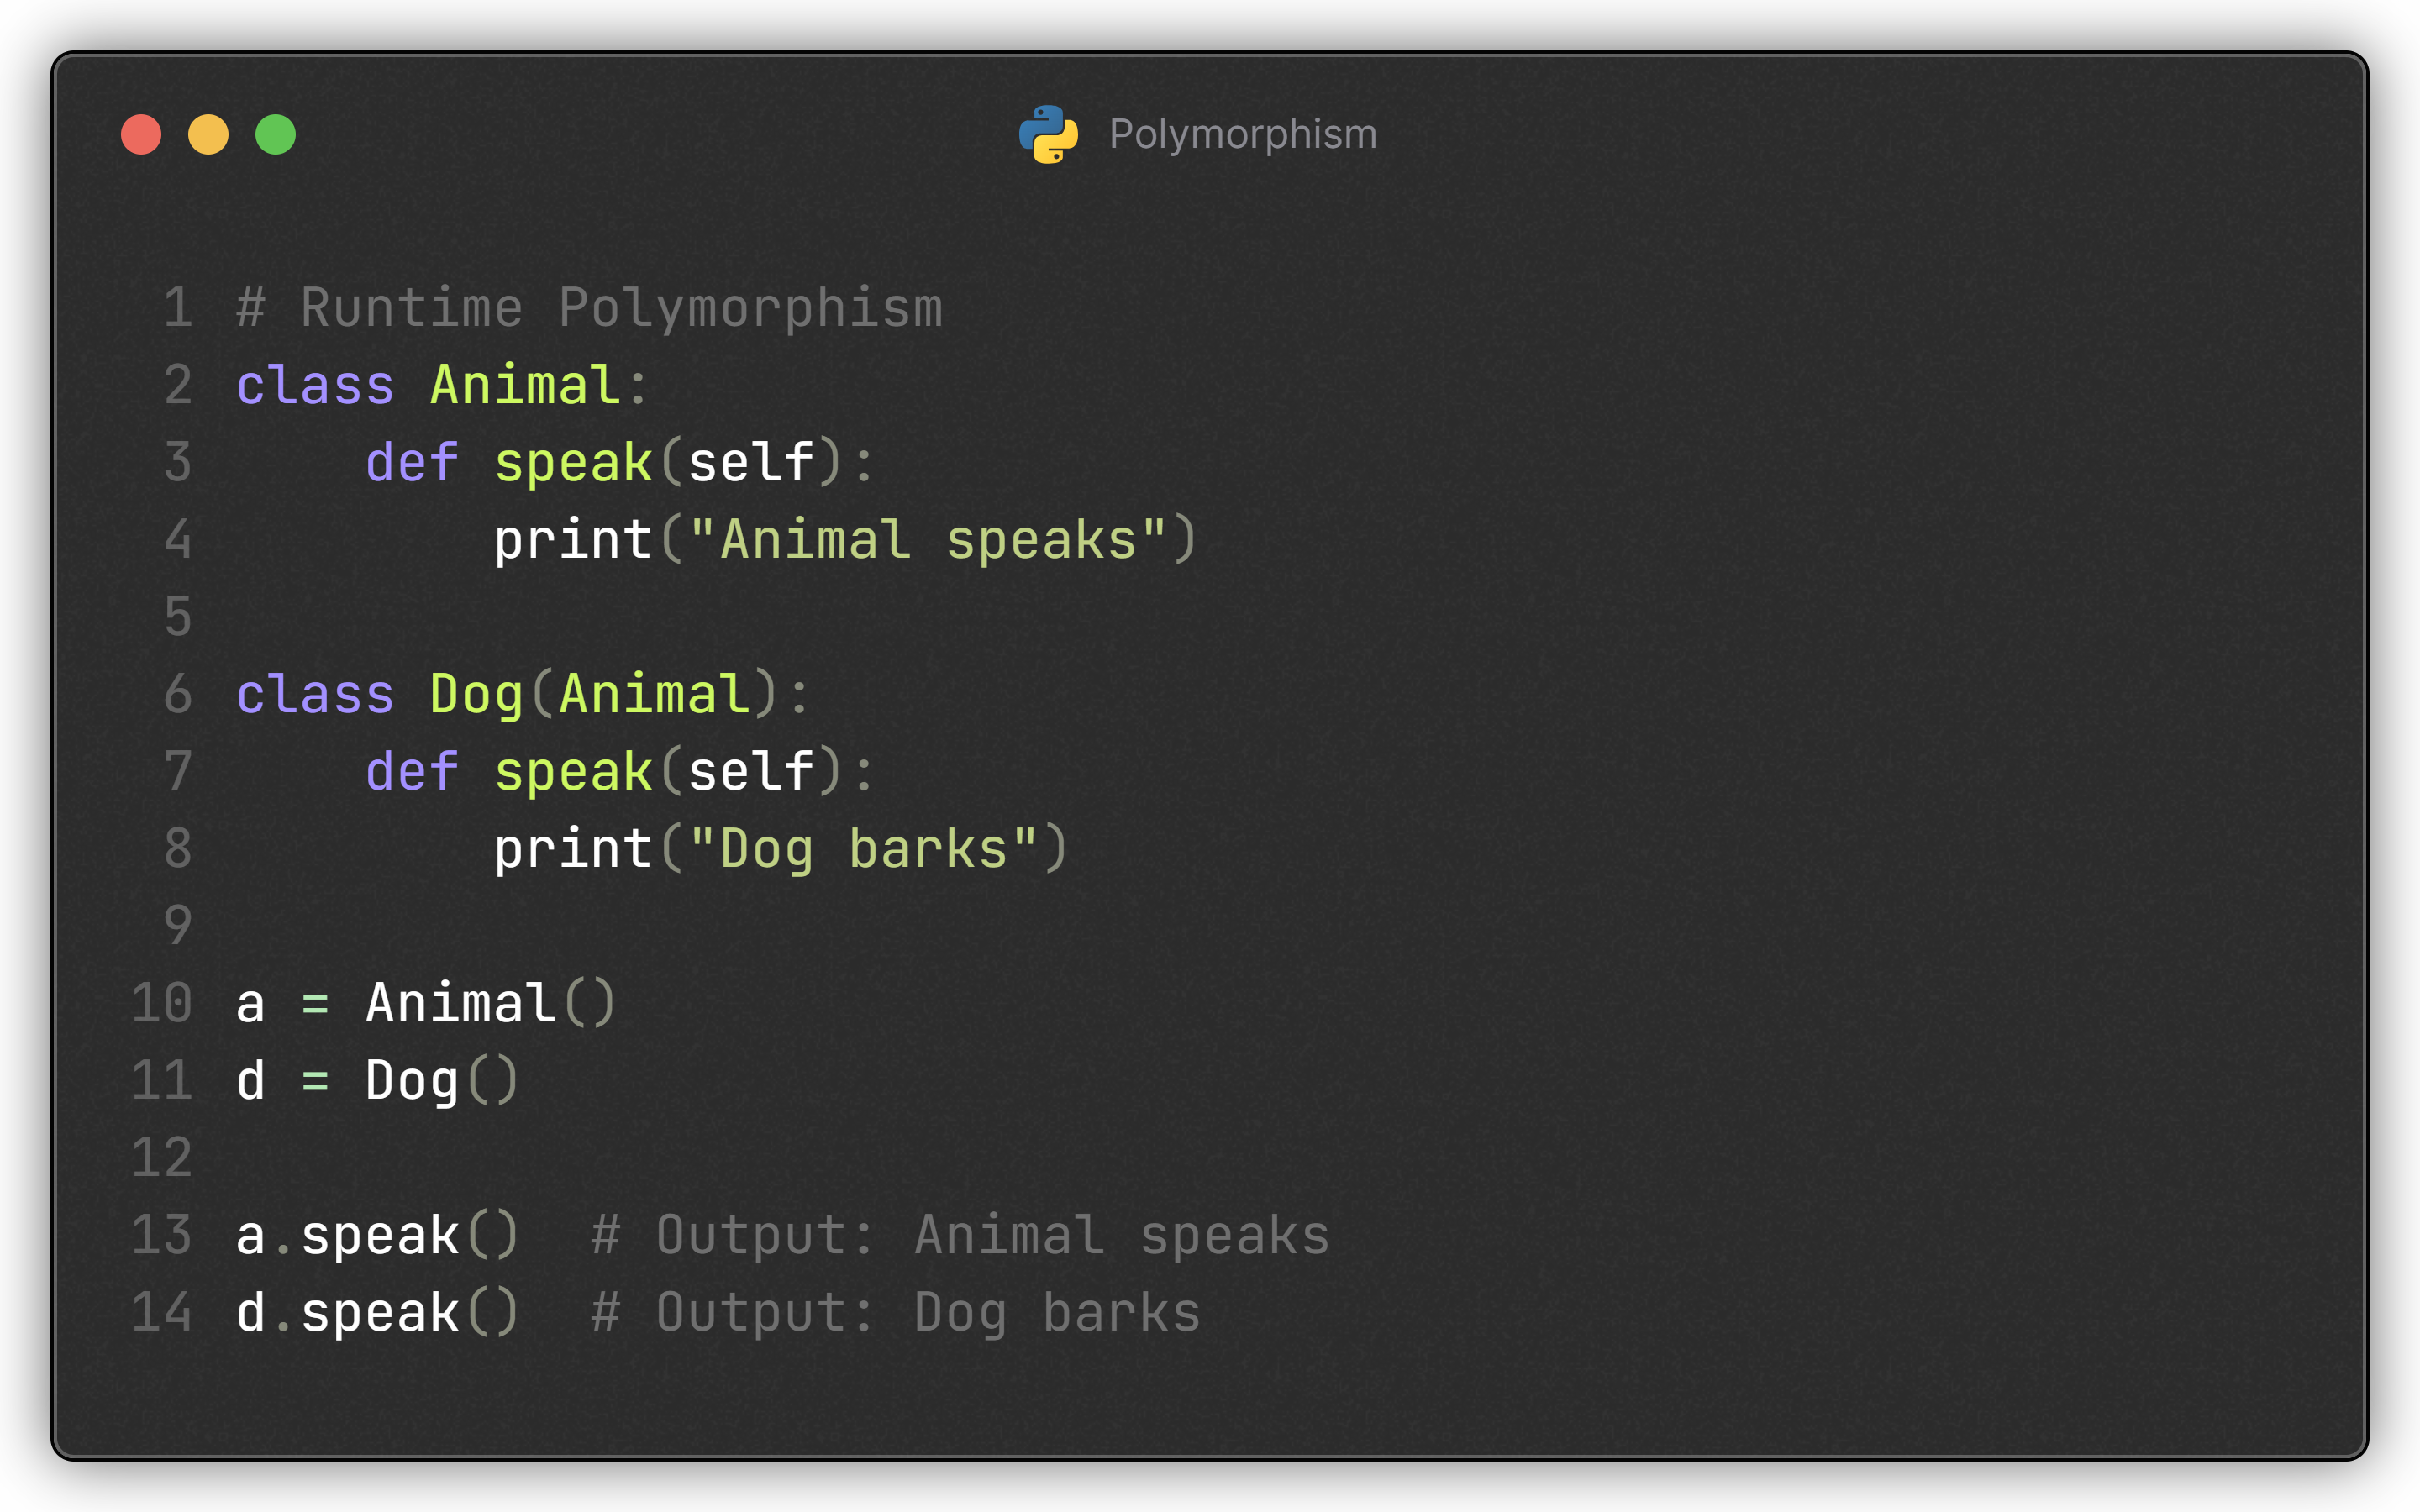 Polymorphism
1 # Runtime Polymorphism
2 class Animal:
3     def speak(self):
4         print("Animal speaks")
5
6 class Dog(Animal):
7     def speak(self):
8         print("Dog barks")
9
10 a = Animal()
11 d = Dog()
12
13 a.speak()  # Output: Animal speaks
14 d.speak()  # Output: Dog barks